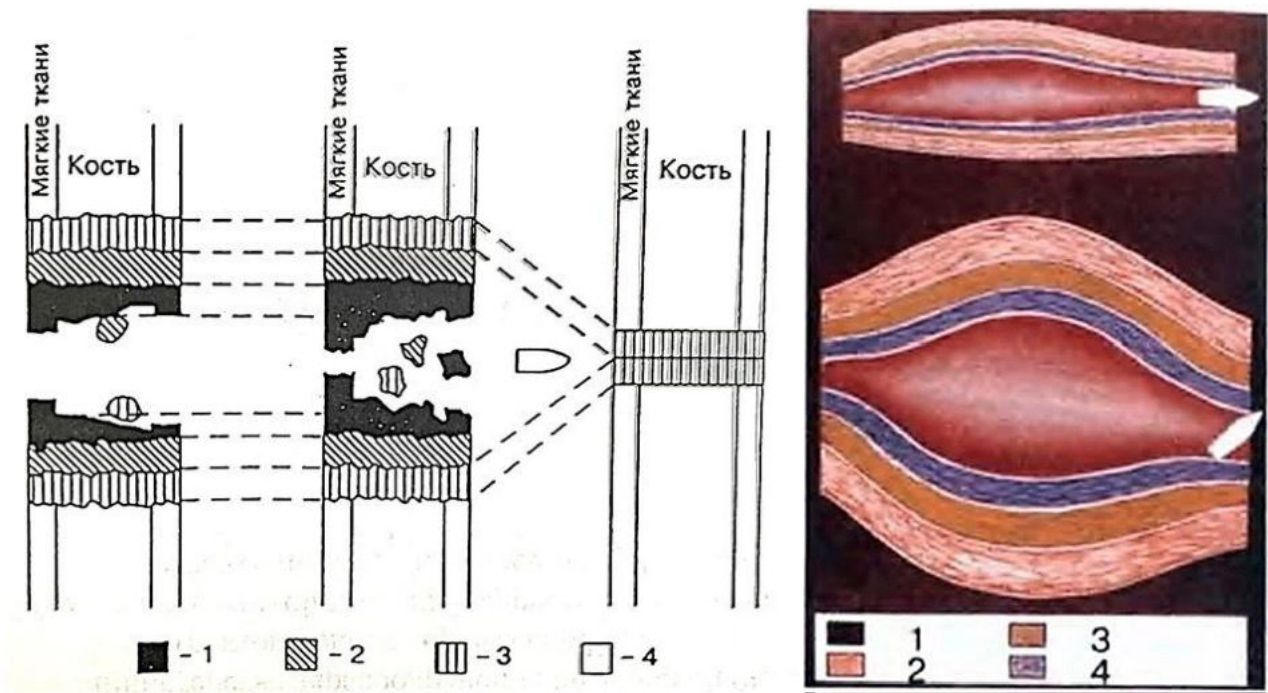 Мягкие ткани
Кость
Мягкие ткани
Кость
Мягкие ткани
Кость
- 1
- 2
- 3
- 4
1
3
2
4